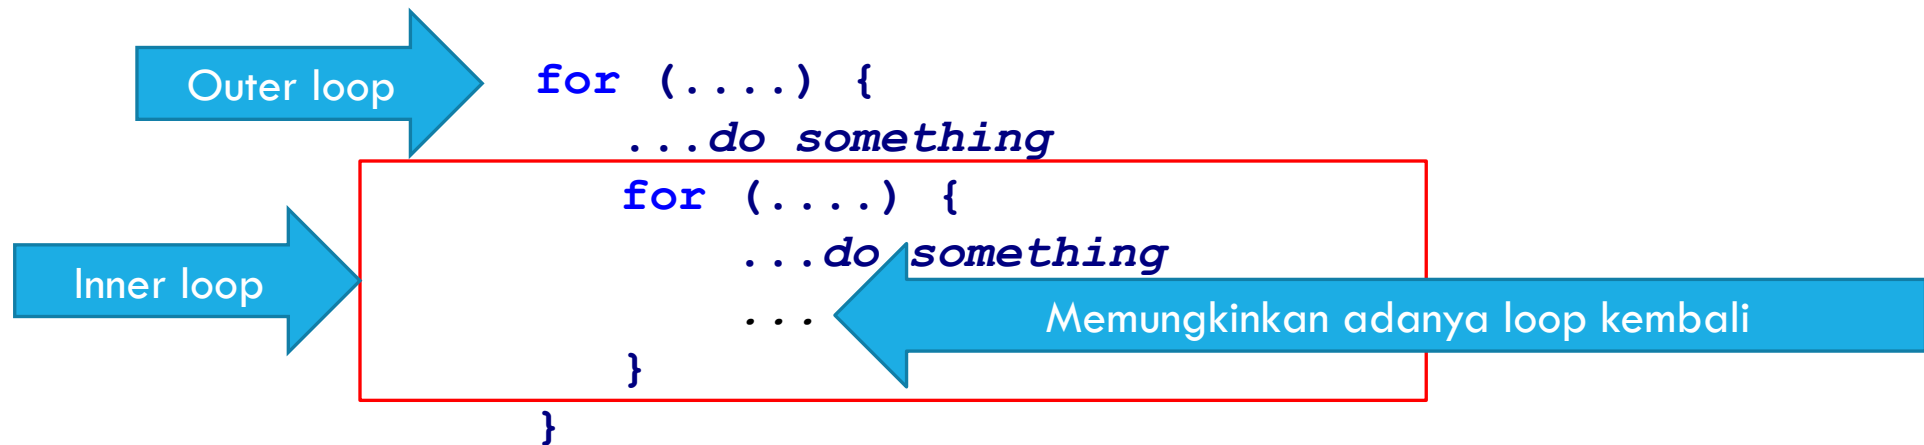 Outer loop
for (....) {
...do something
for (....) {
Inner loop
...do something
... Memungkinkan adanya loop kembali
}
}